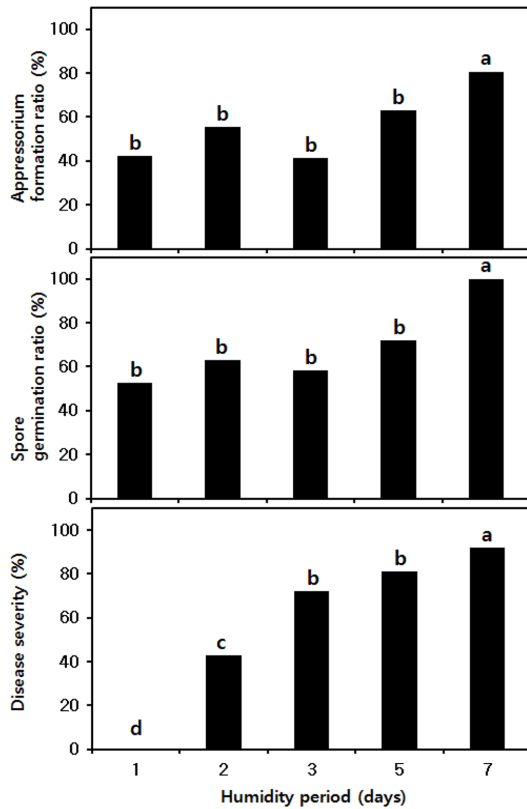 100
80
60
40
20
0
Appressorium
formation ratio (%)
b
b
b
b
a
100
80
60
40
20
0
Spore
germination ratio (%)
b
b
b
b
a
100
80
60
40
20
0
Disease severity (%)
d
c
b
b
a
1 2 3 5 7
Humidity period (days)